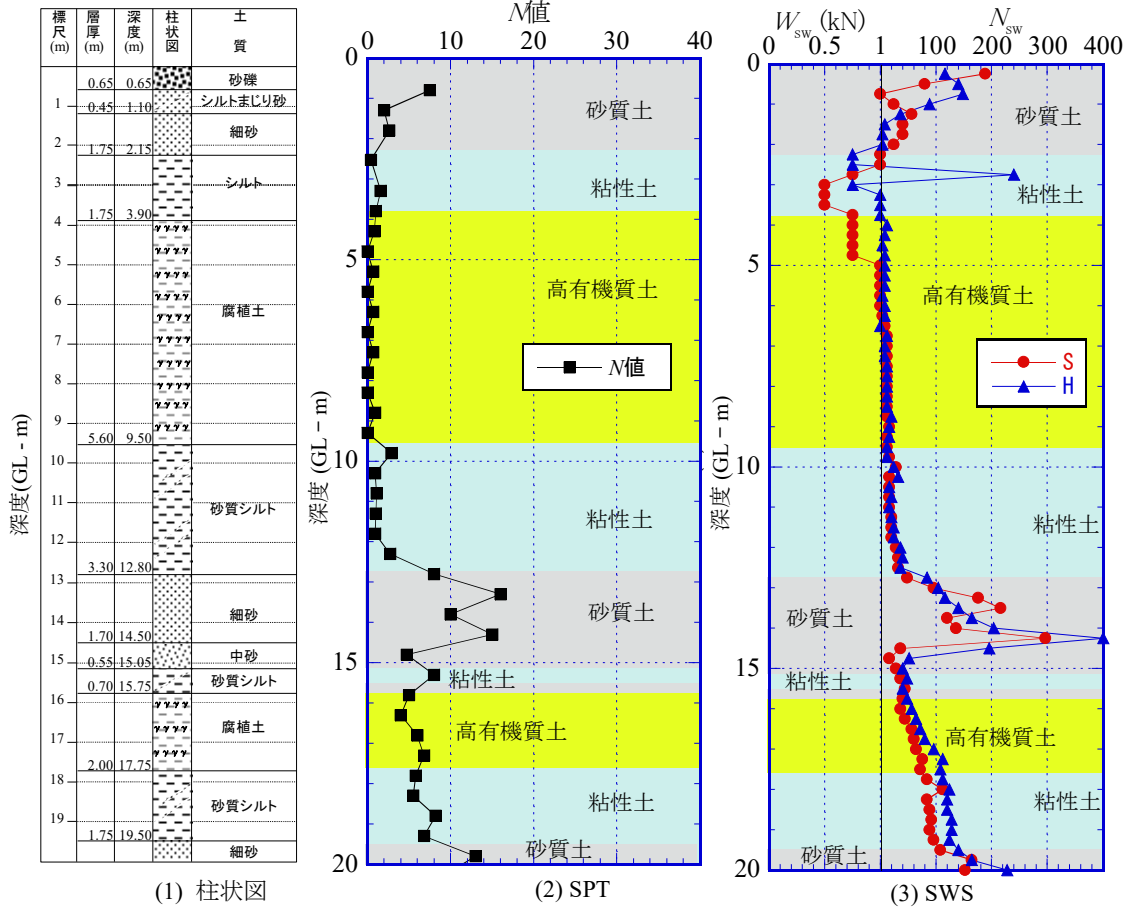 標尺(m) 層厚(m) 深度(m) 柱状図 土質
0.65 0.65 砂礫
1 0.45 1.10 シルトまじり砂
細砂
2 1.75 2.15
3 シルト
4 1.75 3.90
5
6 腐植土
7
8
9 5.60 9.50
10
11 砂質シルト
12 3.30 12.80
13
14 細砂
1.70 14.50
15 0.55 15.05 中砂
0.70 15.75 砂質シルト
16
腐植土
17
2.00 17.75
18
砂質シルト
19 1.75 19.50
細砂
深度(GL - m)
(1) 柱状図
N値
0 10 20 30 40
0
砂質土
粘性土
5
高有機質土
N値
10
粘性土
砂質土
15
粘性土
高有機質土
粘性土
砂質土
20
深度 (GL − m)
(2) SPT
Wsw (kN) Nsw
0 0.5 1 100 200 300 400
0
砂質土
粘性土
5
高有機質土
S
H
10
粘性土
砂質土
15
粘性土
高有機質土
粘性土
砂質土
20
深度 (GL − m)
(3) SWS